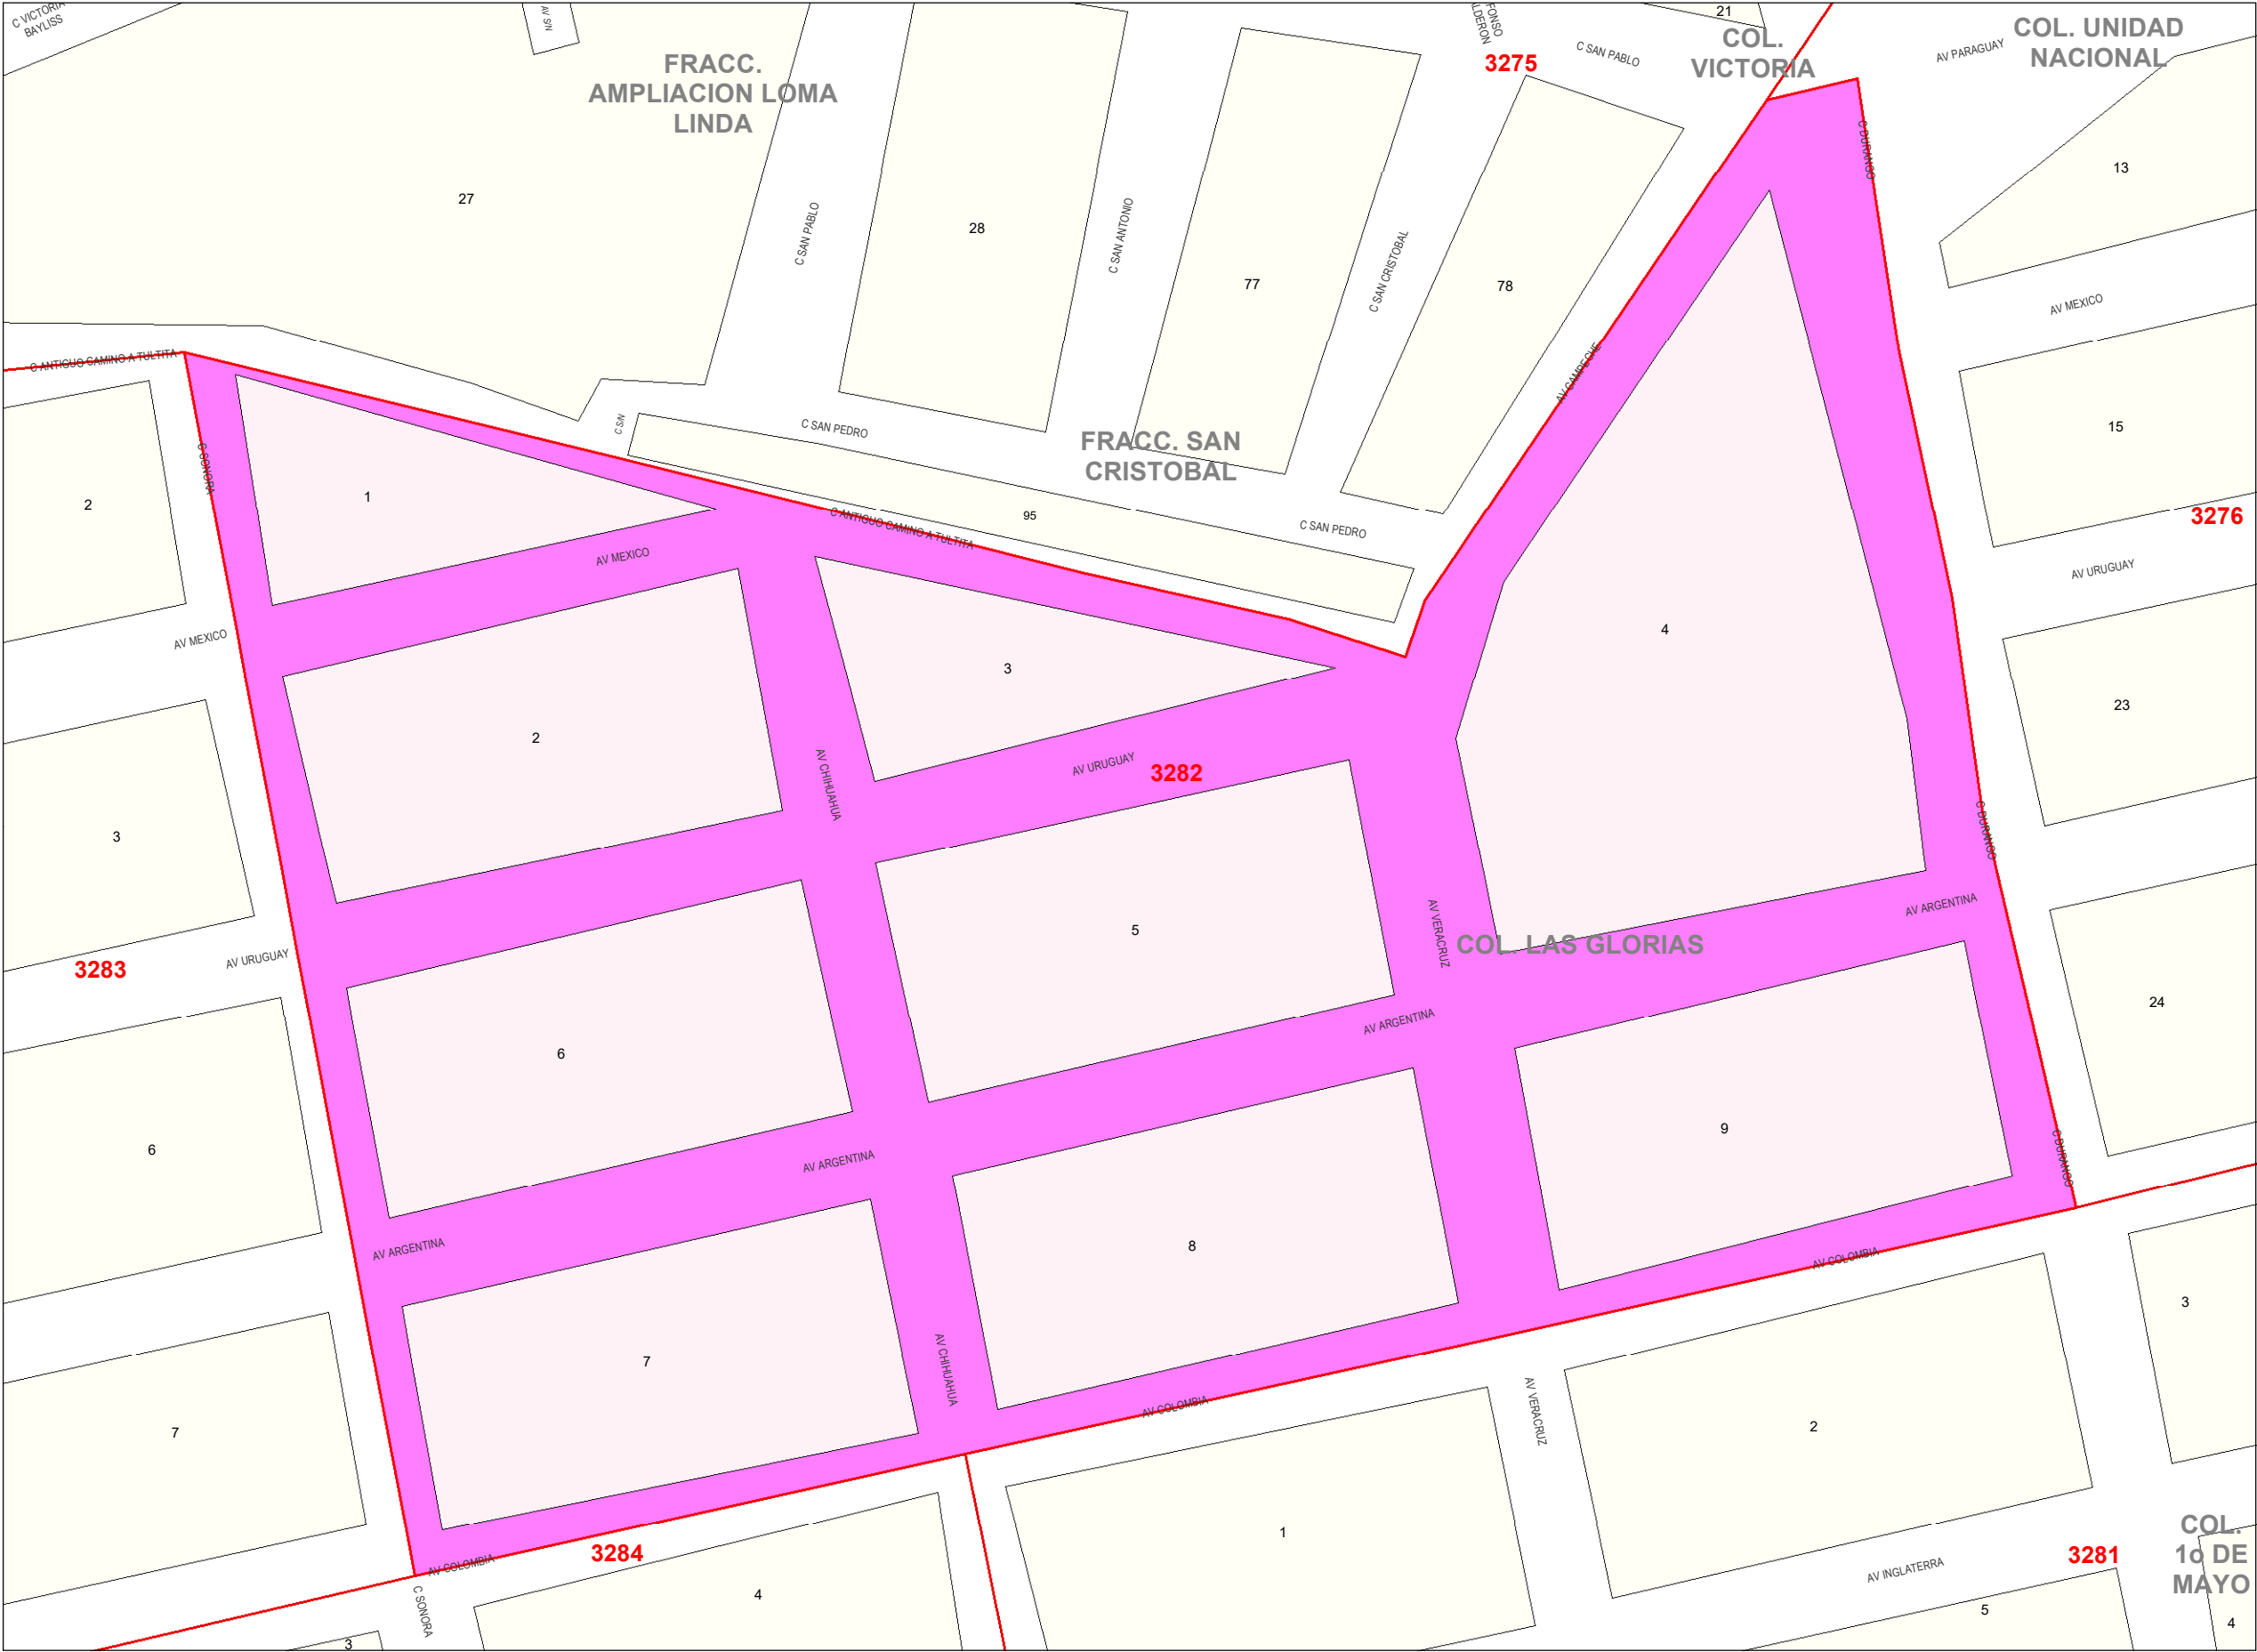 C VICTORIA
BAYLISS
AV S/N
FRACC.
AMPLIACION LOMA
LINDA
FONSO
LDERON
3275
C SAN PABLO
21
COL.
VICTORIA
COL. UNIDAD
NACIONAL
AV PARAGUAY
C DURANGO
13
27
C SAN PABLO
28
C SAN ANTONIO
77
C SAN CRISTOBAL
78
AV MEXICO
C ANTIGUO CAMINO A TULTITA
AV CAMPECHE
C S/N
C SAN PEDRO
FRACC. SAN
CRISTOBAL
15
C SONORA
2
1
95
C ANTIGUO CAMINO A TULTITA
C SAN PEDRO
3276
AV MEXICO
AV URUGUAY
AV MEXICO
4
3
2
AV CHIHUAHUA
AV URUGUAY
3282
23
3
C DURANGO
5
AV VERACRUZ
COL. LAS GLORIAS
AV ARGENTINA
3283
AV URUGUAY
24
6
AV ARGENTINA
6
AV ARGENTINA
9
C DURANGO
AV ARGENTINA
8
AV COLOMBIA
3
7
AV CHIHUAHUA
AV COLOMBIA
AV VERACRUZ
2
7
AV COLOMBIA
3284
1
AV INGLATERRA
3281
COL.
1o DE
MAYO
C SONORA
4
5
4
3